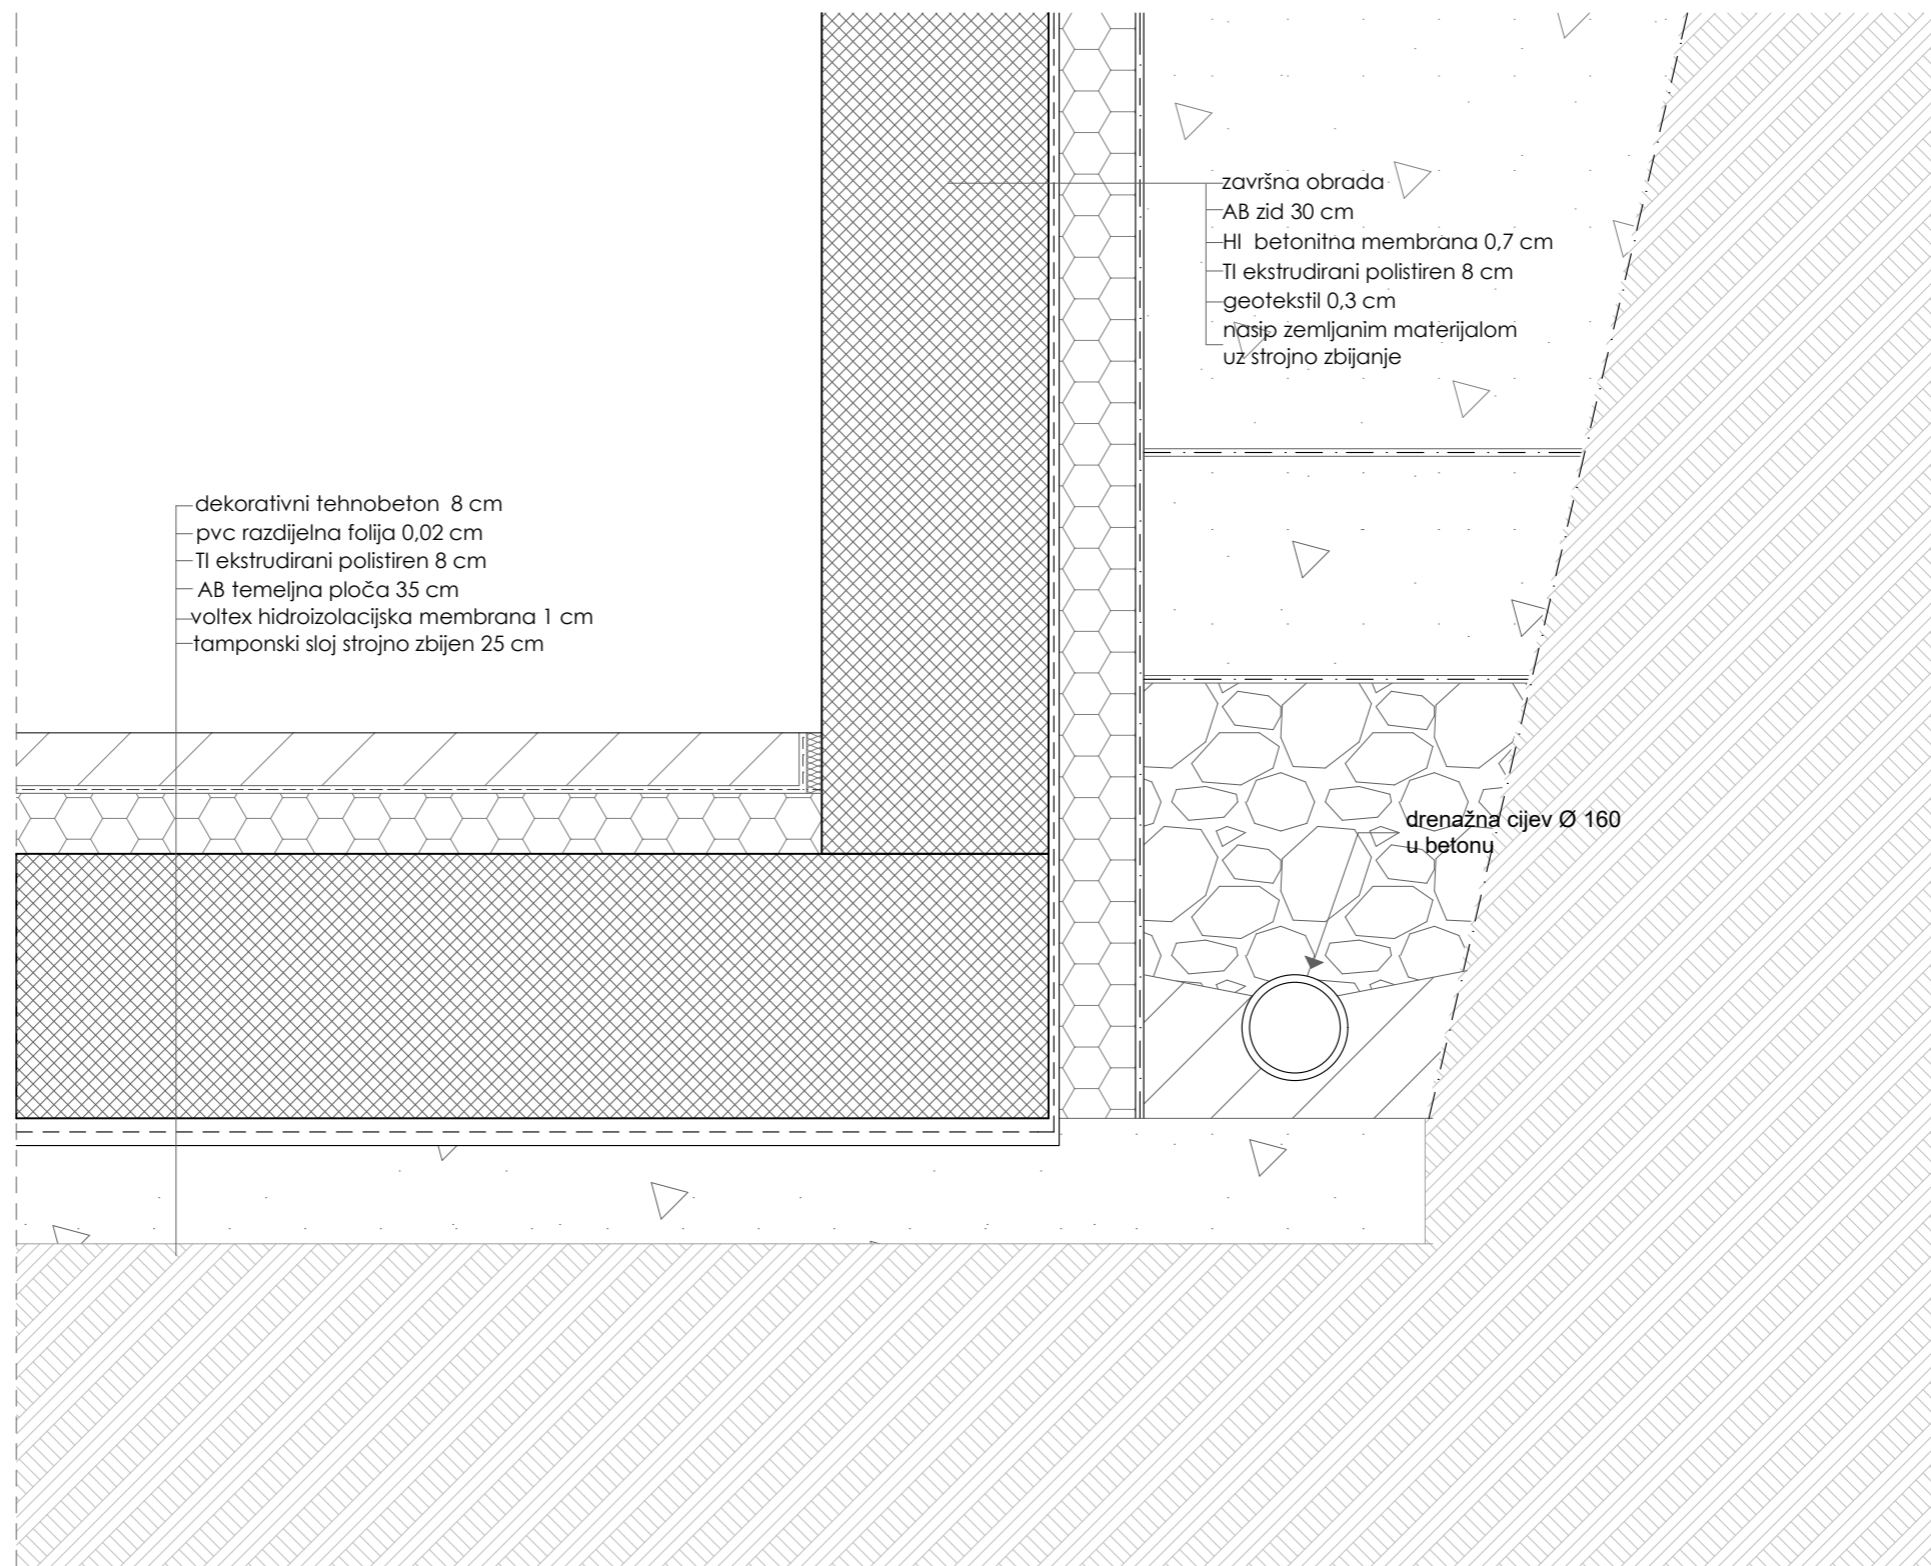 završna obrada
AB zid 30 cm
HI betonitna membrana 0,7 cm
TI ekstrudirani polistiren 8 cm
geotekstil 0,3 cm
nasip zemljanim materijalom
uz strojno zbijanje
dekorativni tehnobeton 8 cm
pvc razdijelna folija 0,02 cm
TI ekstrudirani polistiren 8 cm
AB temeljna ploča 35 cm
voltex hidroizolacijska membrana 1 cm
tamponski sloj strojno zbijen 25 cm
drenažna cijev Ø 160
u betonu